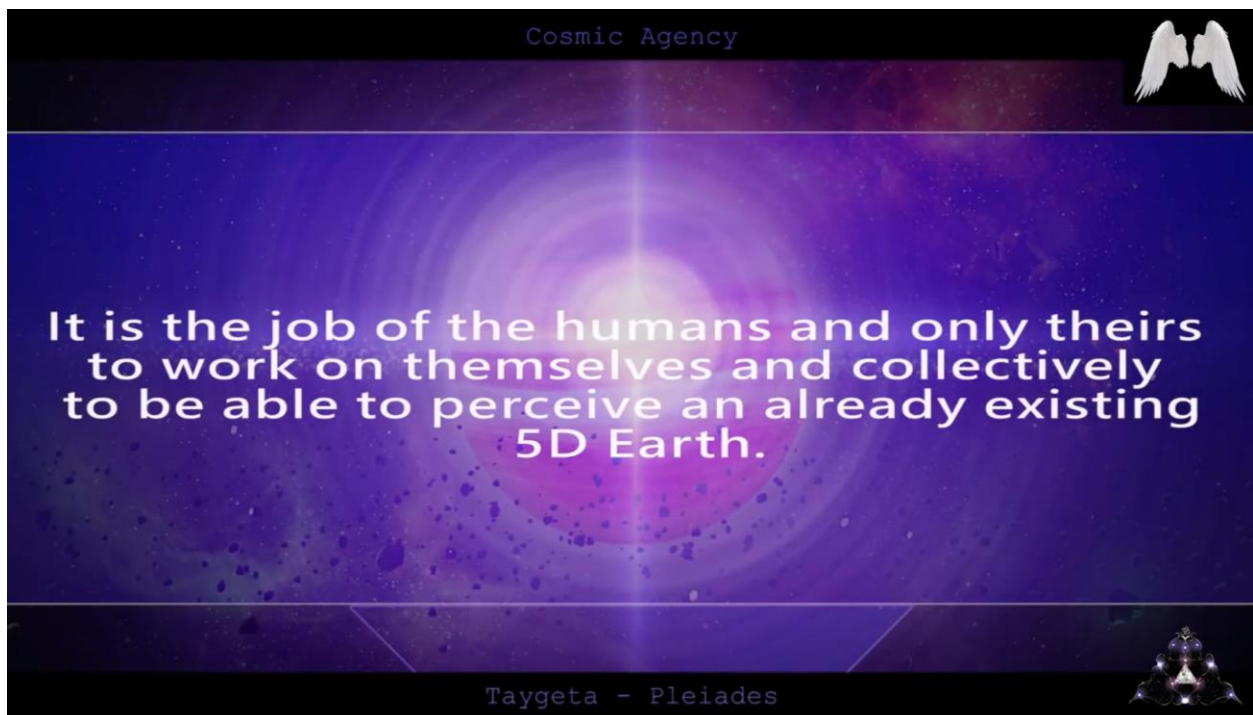 Cosmic Agency
It is the job of the humans and only theirs
to work on themselves and collectively
to be able to perceive an already existing
5D Earth.
Taygeta - Pleiades